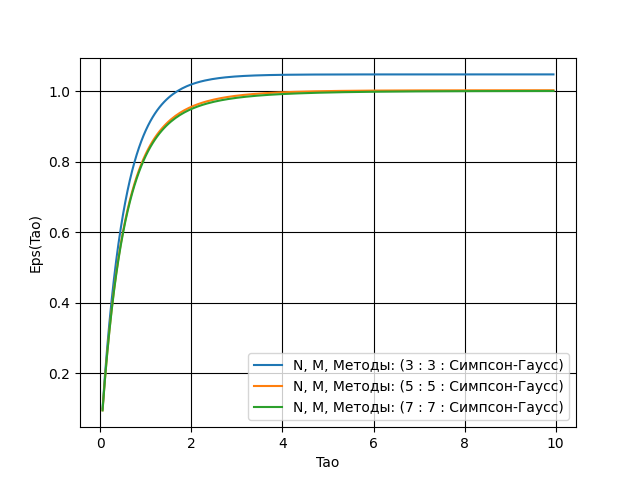 1.0
0.8
0.6
0.4
0.2
Eps(Tao)
N, M, Методы: (3 : 3 : Симпсон-Гаусс)
N, M, Методы: (5 : 5 : Симпсон-Гаусс)
N, M, Методы: (7 : 7 : Симпсон-Гаусс)
0 2 4 6 8 10
Tao